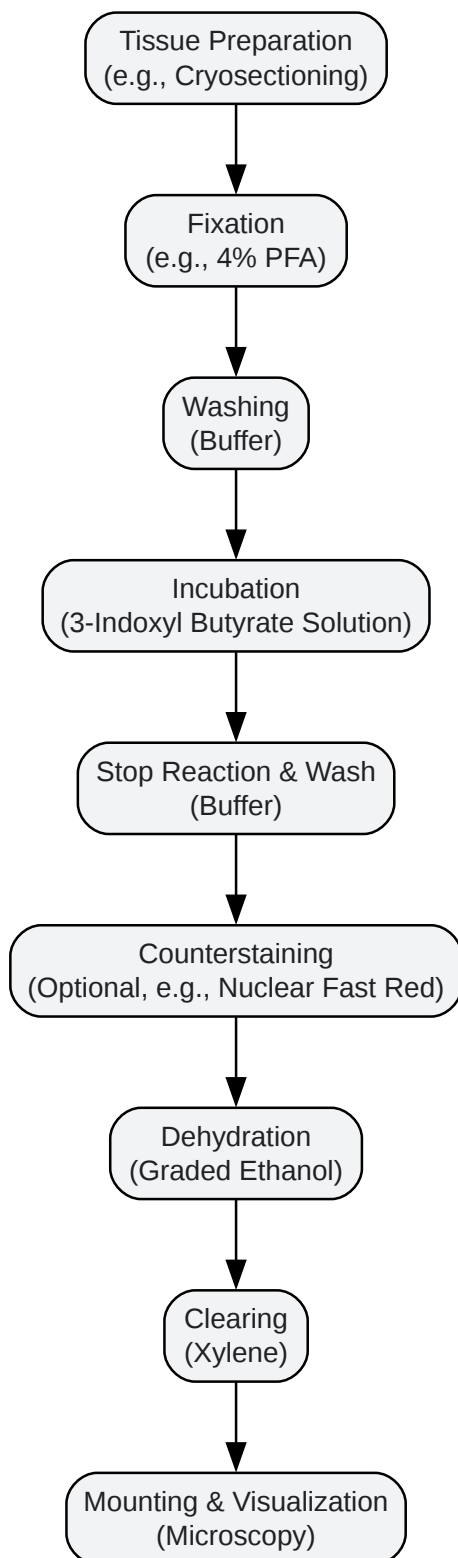 Tissue Preparation
(e.g., Cryosectioning)
Fixation
(e.g., 4% PFA)
Washing
(Buffer)
Incubation
(3-Indoxyl Butyrate Solution)
Stop Reaction & Wash
(Buffer)
Counterstaining
(Optional, e.g., Nuclear Fast Red)
Dehydration
(Graded Ethanol)
Clearing
(Xylene)
Mounting & Visualization
(Microscopy)